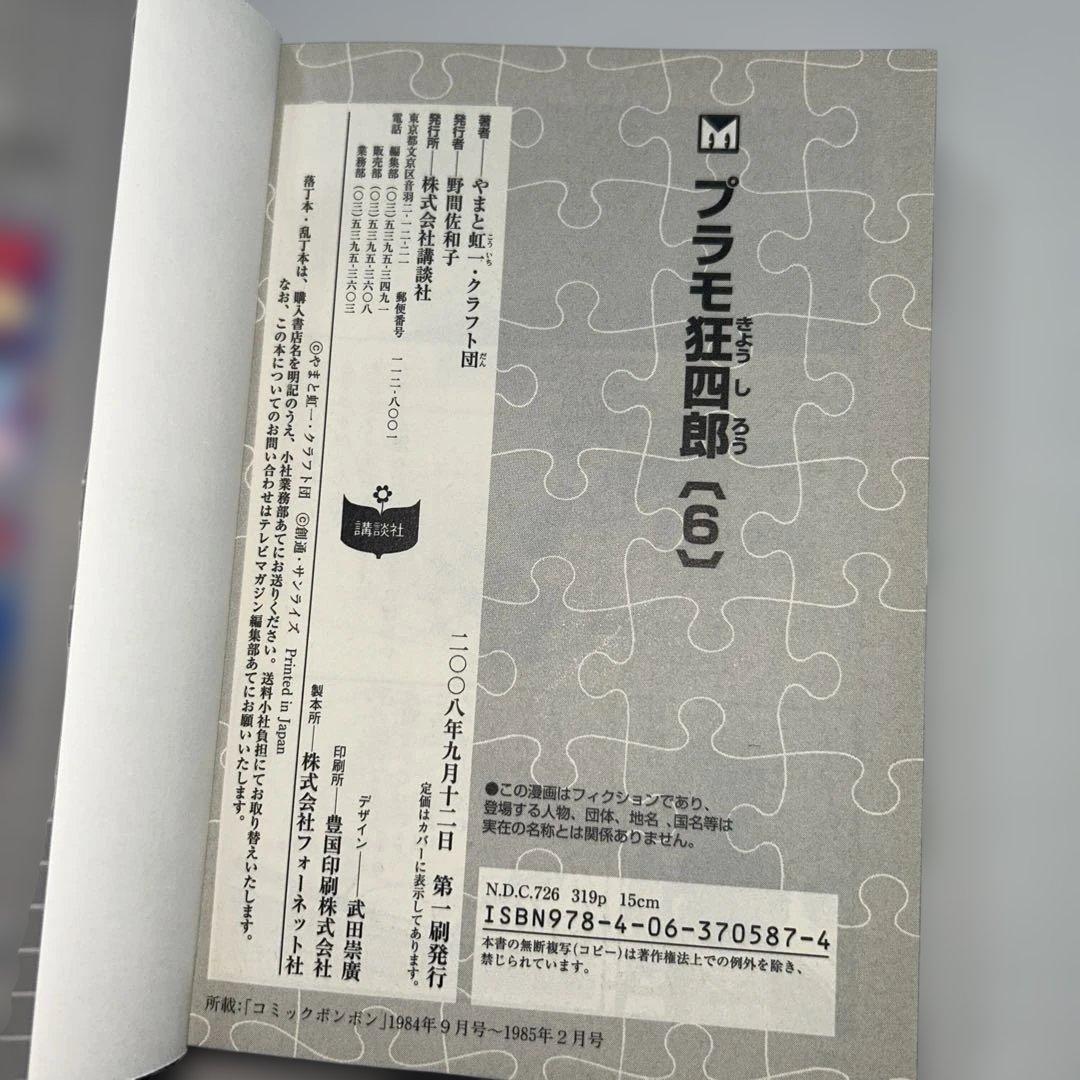 プラモ狂四郎〔6〕
きょうしろう
著者――やまと虹一・クラフト団
こういち
だん
発行者――野間佐和子
発行所――株式会社講談社
東京都文京区音羽二-一二-二一 郵便番号 一一二-八〇〇一
電話 編集部(〇三)五三九五-三四九一
販売部(〇三)五三九五-三六〇八
業務部(〇三)五三九五-三六〇三
講談社
二〇〇八年九月十二日 第一刷発行
定価はカバーに表示してあります。
デザイン――武田崇廣
印刷所――豊国印刷株式会社
製本所――株式会社フォーネット社
©やまと虹一・クラフト団 ©創通・サンライズ Printed in Japan
落丁本・乱丁本は、購入書店名を明記のうえ、小社業務部あてにお送りください。送料小社負担にてお取り替えいたします。
なお、この本についてのお問い合わせはテレビマガジン編集部あてにお願いいたします。
●この漫画はフィクションであり、
登場する人物、団体、地名、国名等は
実在の名称とは関係ありません。
N.D.C.726 319p 15cm
ISBN978-4-06-370587-4
本書の無断複写(コピー)は著作権法上での例外を除き、
禁じられています。
所載:「コミックボンボン」1984年9月号〜1985年2月号